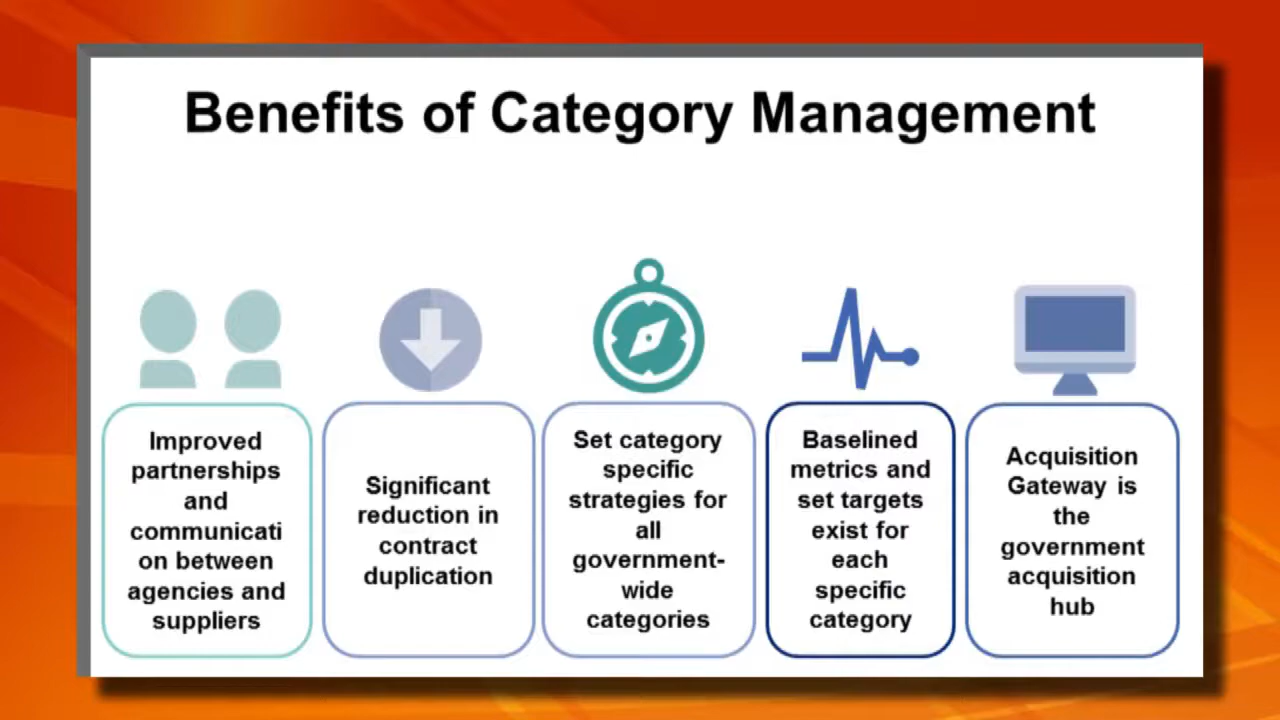 Benefits of Category Management
Improved
partnerships
and
communicati
on between
agencies and
suppliers
Significant
reduction in
contract
duplication
Set category
specific
strategies for
all
government-
wide
categories
Baselined
metrics and
set targets
exist for
each
specific
category
Acquisition
Gateway is
the
government
acquisition
hub